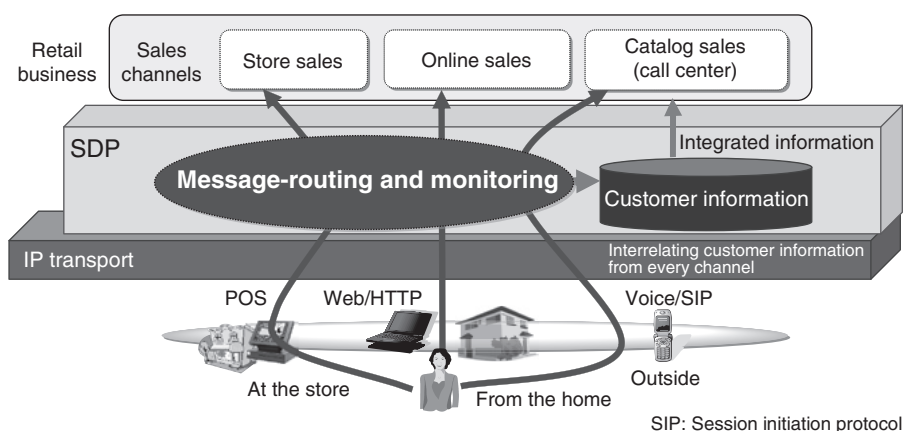 Retail
business
Sales
channels
Store sales
Online sales
Catalog sales
(call center)
SDP
Integrated information
Message-routing and monitoring
Customer information
IP transport
Interrelating customer information
from every channel
POS
Web/HTTP
Voice/SIP
At the store
From the home
Outside
SIP: Session initiation protocol